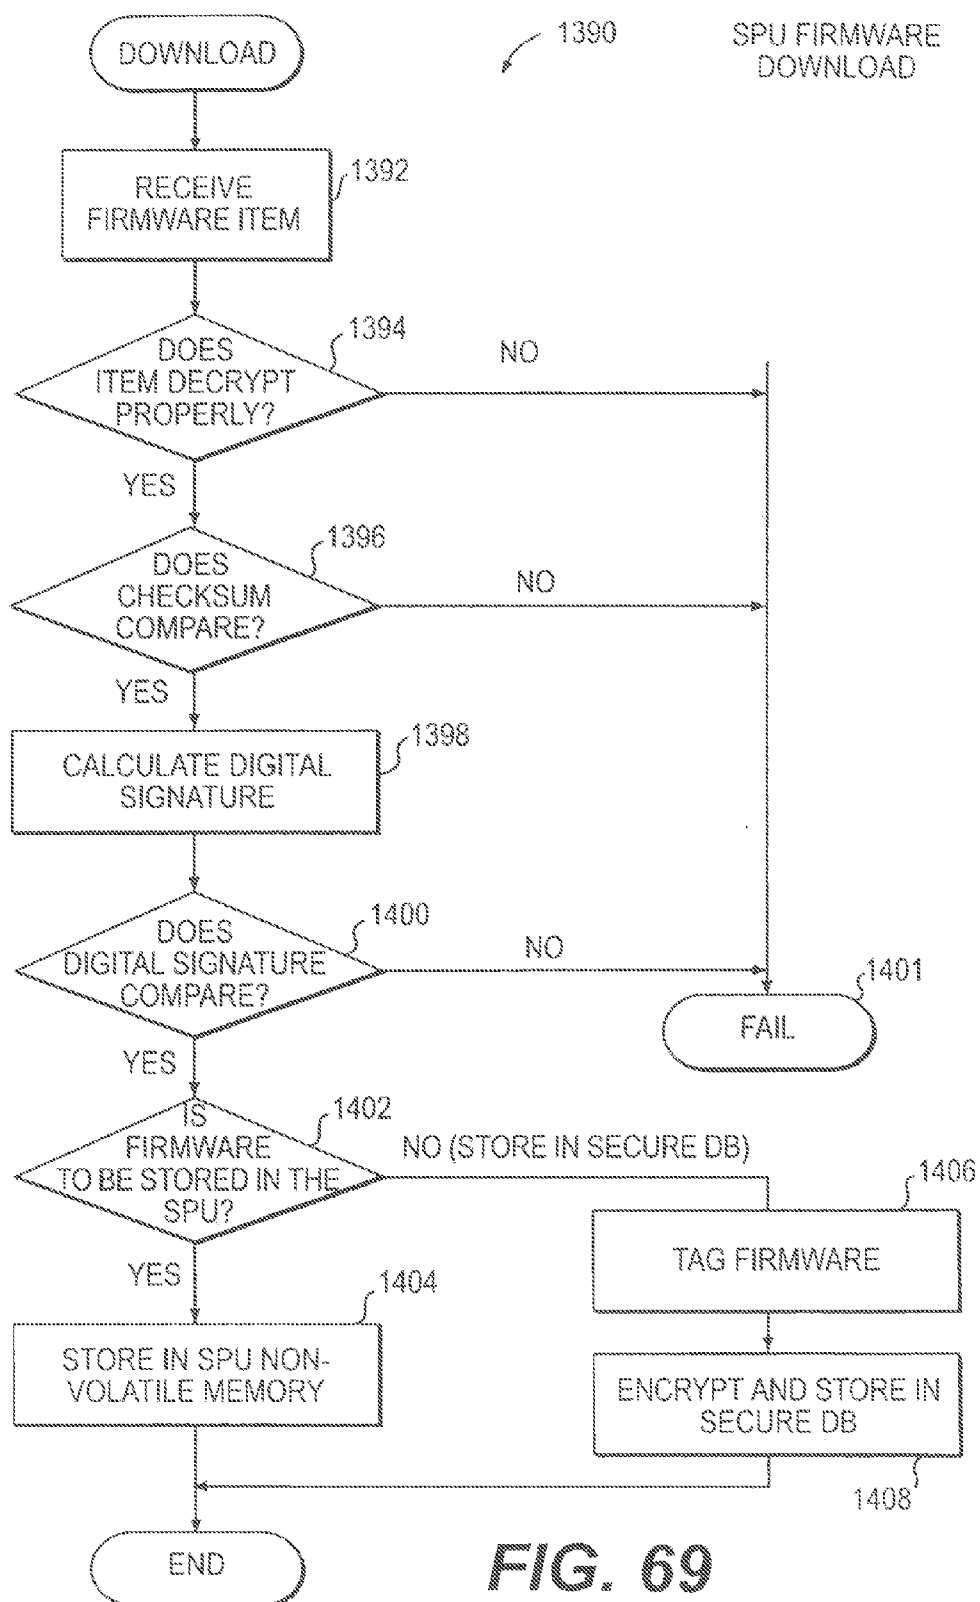 DOWNLOAD
1390
SPU FIRMWARE
DOWNLOAD
1392
RECEIVE
FIRMWARE ITEM
1394
DOES
ITEM DECRYPT
PROPERLY?
NO
YES
1396
DOES
CHECKSUM
COMPARE?
NO
YES
1398
CALCULATE DIGITAL
SIGNATURE
1400
DOES
DIGITAL SIGNATURE
COMPARE?
NO
1401
FAIL
YES
1402
IS
FIRMWARE
TO BE STORED IN THE
SPU?
NO (STORE IN SECURE DB)
1406
TAG FIRMWARE
YES
1404
STORE IN SPU NON-
VOLATILE MEMORY
ENCRYPT AND STORE IN
SECURE DB
1408
END
FIG. 69